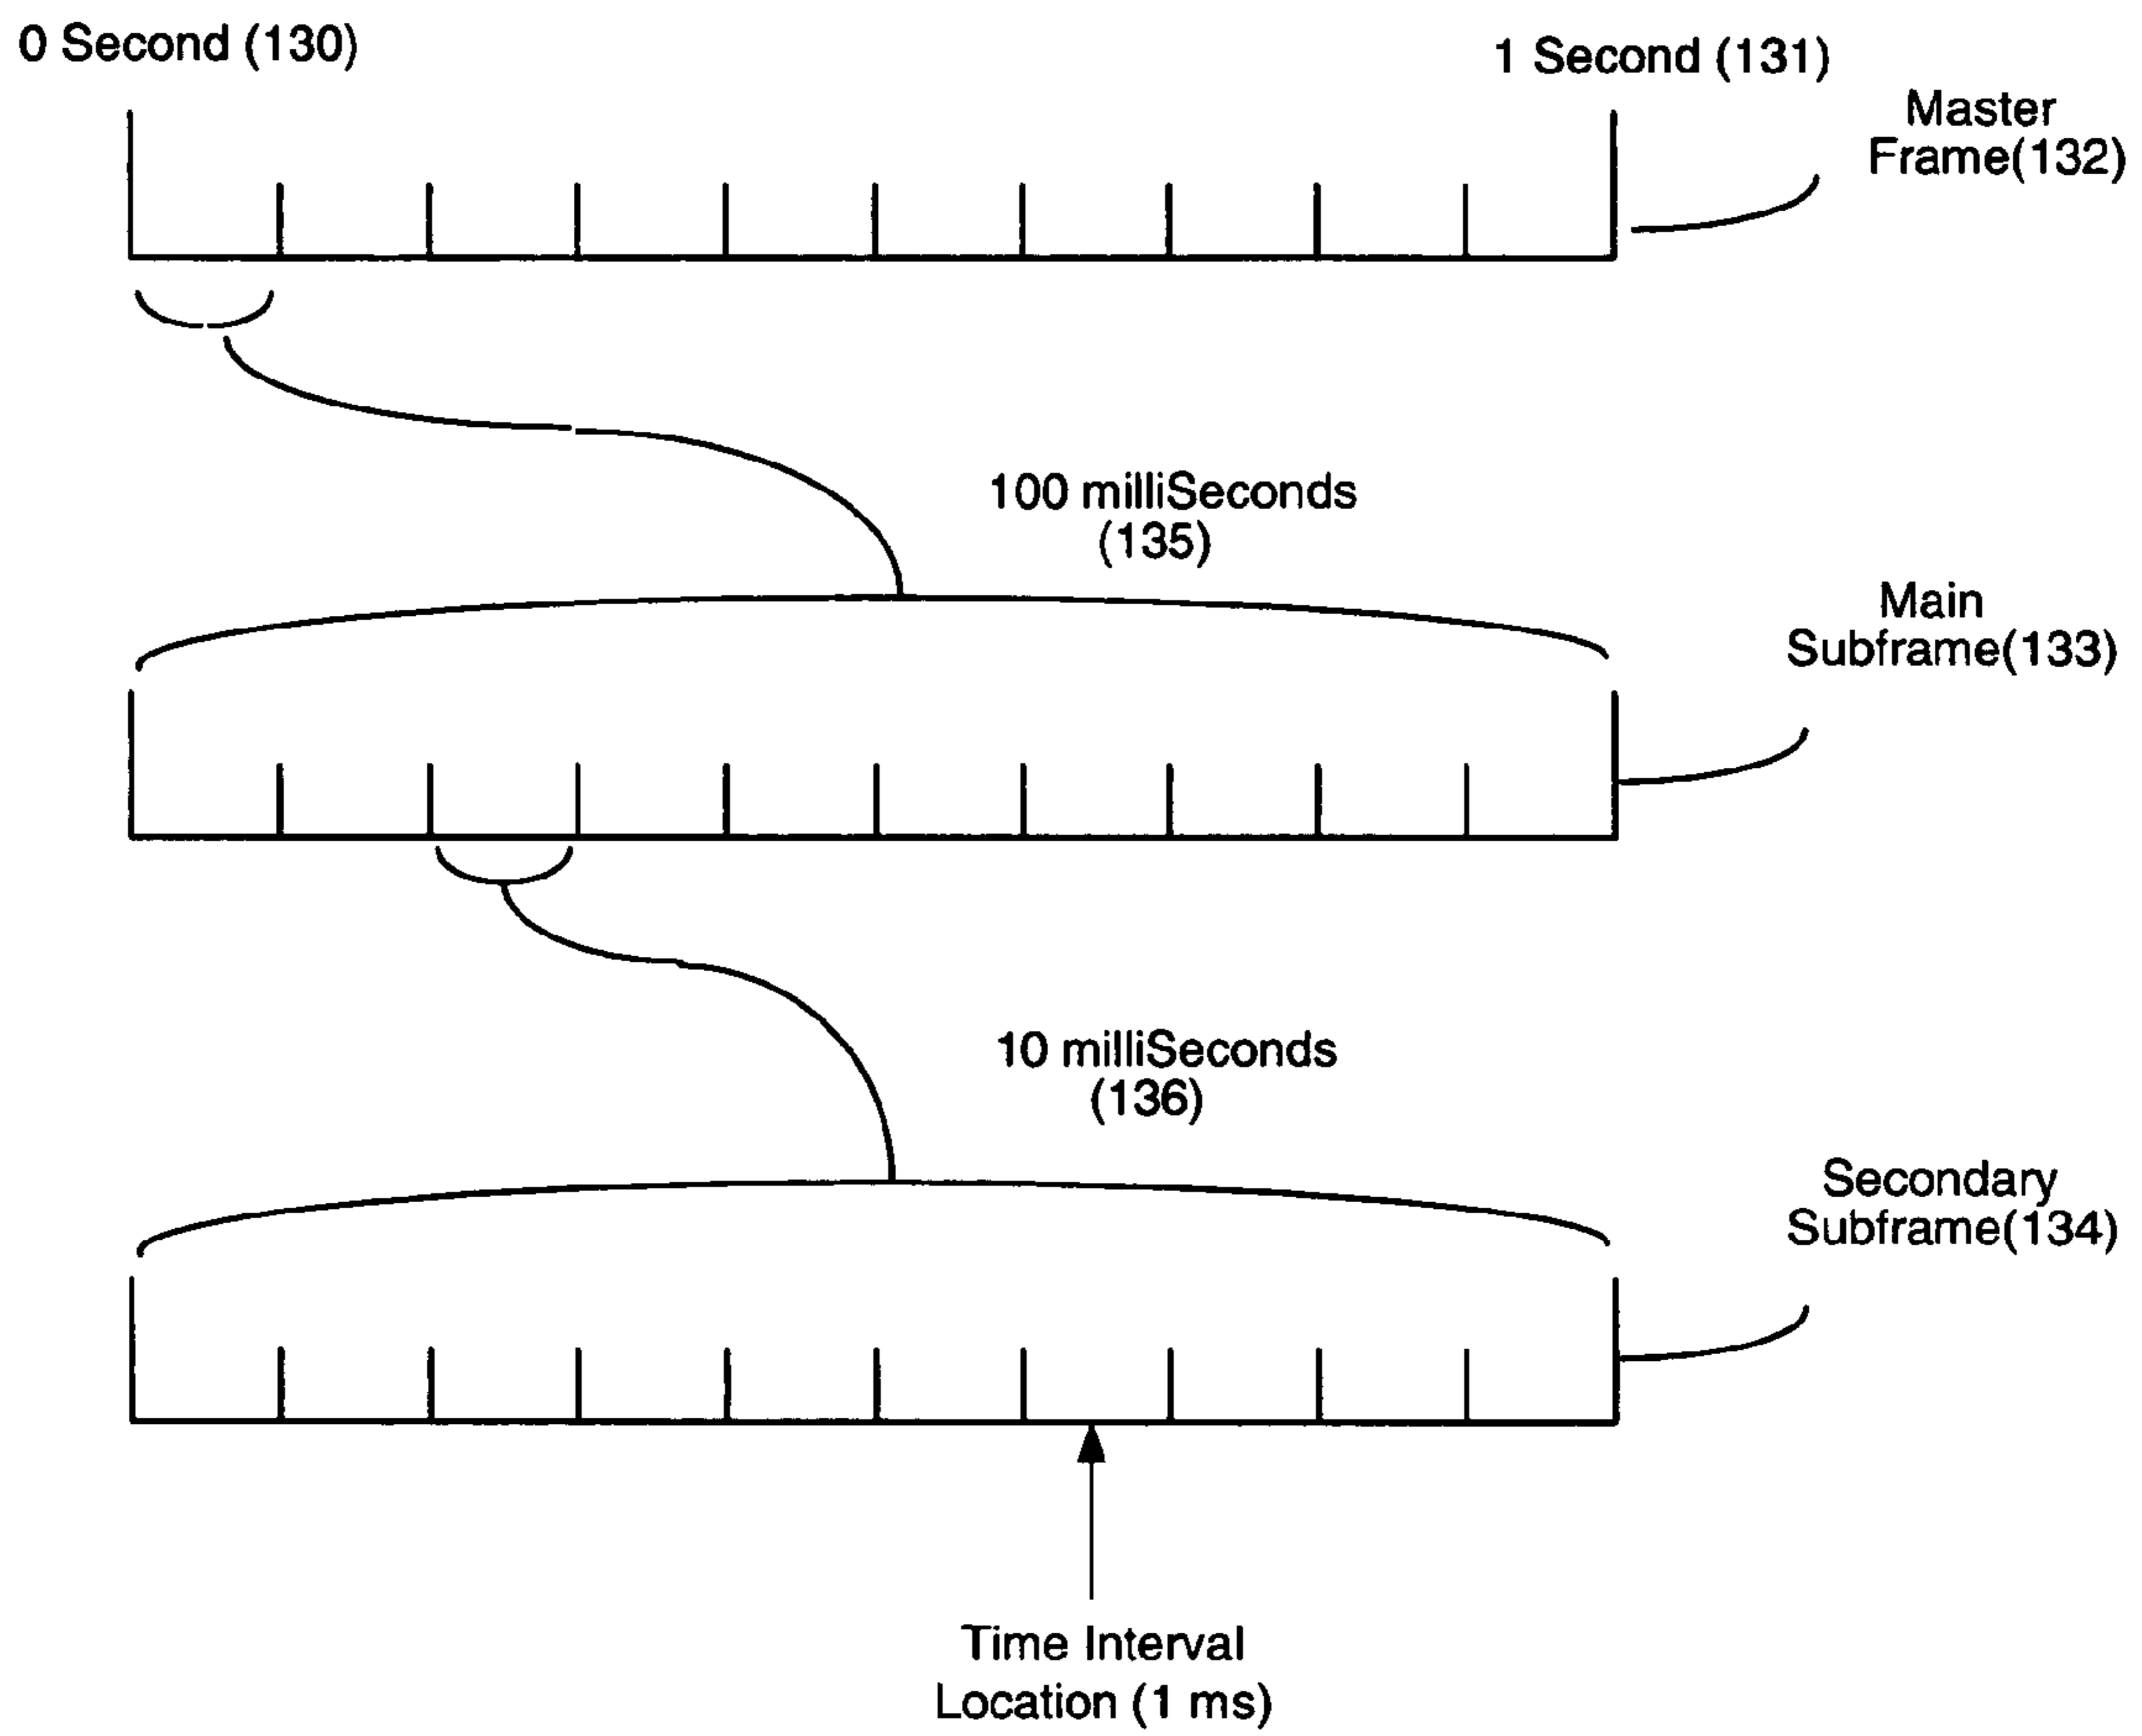 0 Second (130)
1 Second (131)
Master
Frame(132)
100 milliSeconds
(135)
Main
Subframe(133)
10 milliSeconds
(136)
Secondary
Subframe(134)
Time Interval
Location (1 ms)